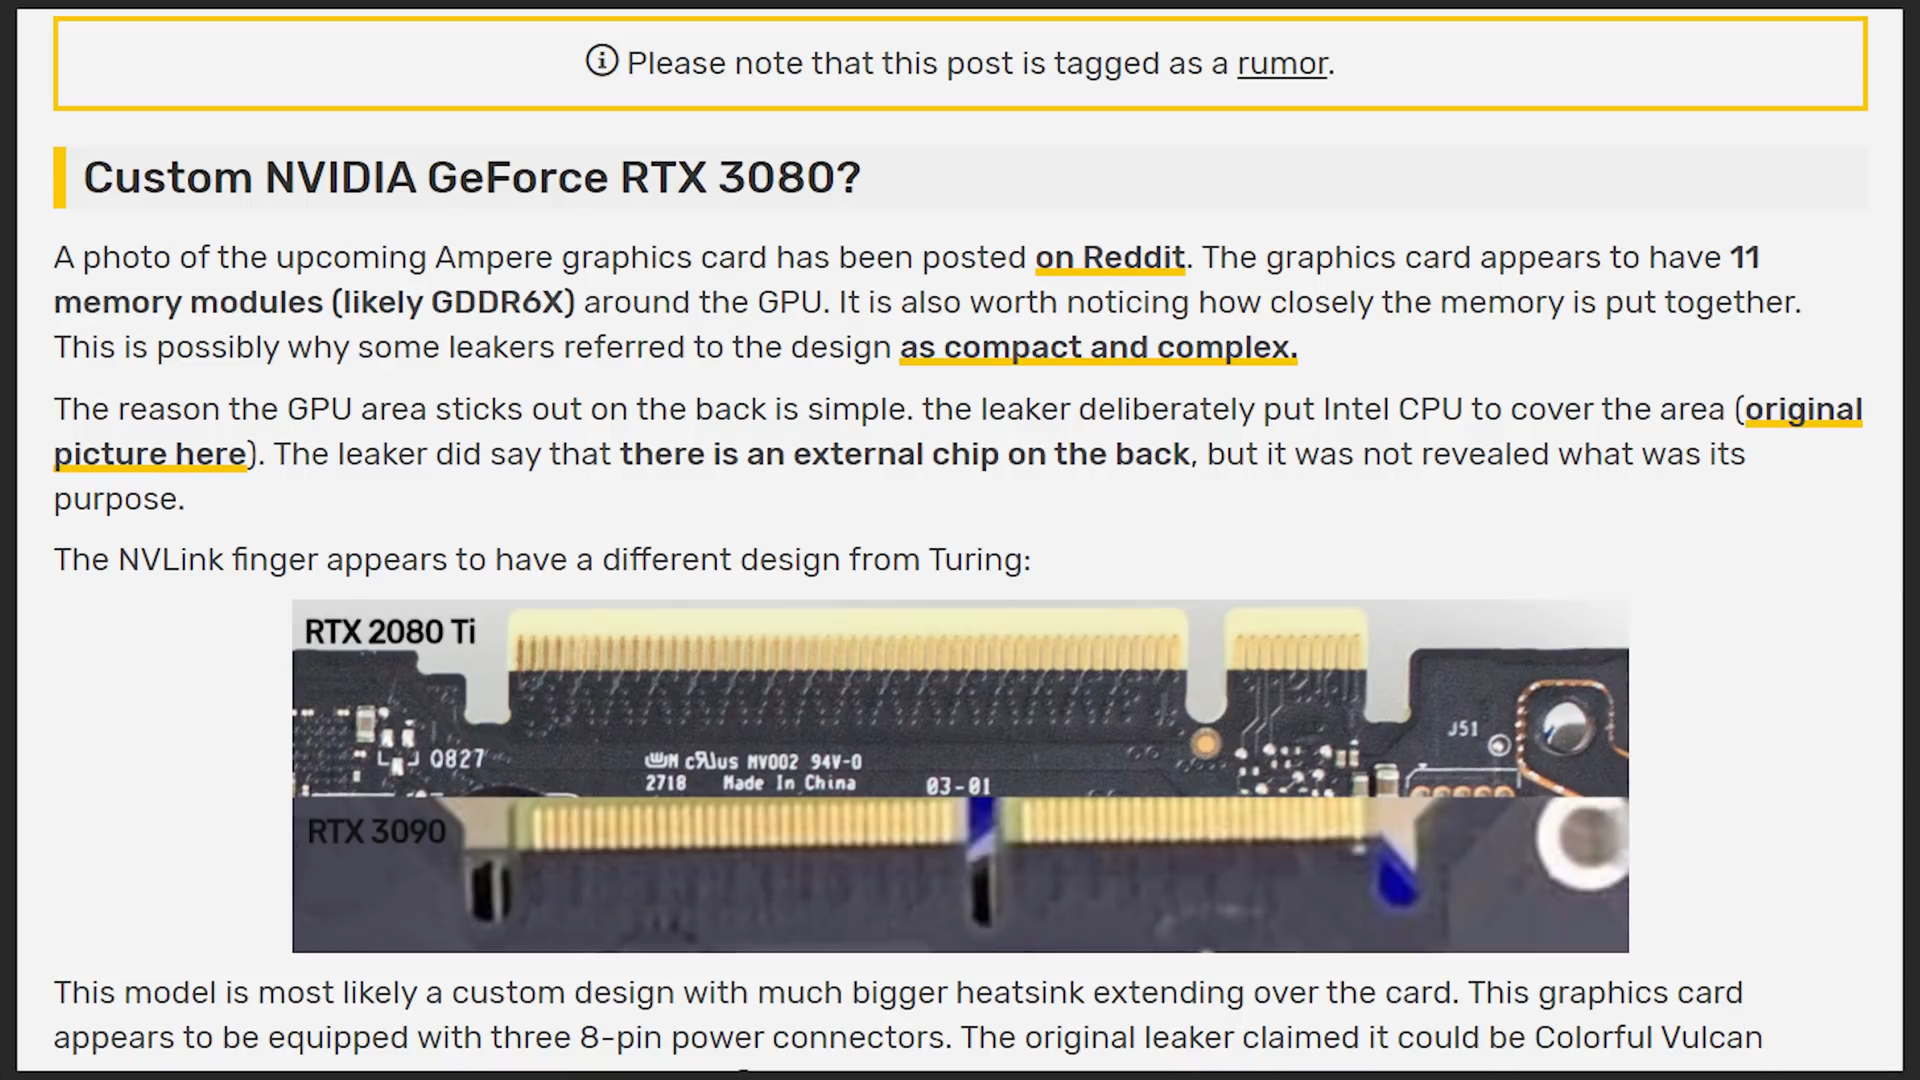 Please note that this post is tagged as a rumor.
Custom NVIDIA GeForce RTX 3080?
A photo of the upcoming Ampere graphics card has been posted on Reddit. The graphics card appears to have 11
memory modules (likely GDDR6X) around the GPU. It is also worth noticing how closely the memory is put together.
This is possibly why some leakers referred to the design as compact and complex.
The reason the GPU area sticks out on the back is simple. the leaker deliberately put Intel CPU to cover the area (original
picture here). The leaker did say that there is an external chip on the back, but it was not revealed what was its
purpose.
The NVLink finger appears to have a different design from Turing:
RTX 2080 Ti
J51
Q827
NV002 94V-0
2718 Made In China 03-01
RTX 3090
This model is most likely a custom design with much bigger heatsink extending over the card. This graphics card
appears to be equipped with three 8-pin power connectors. The original leaker claimed it could be Colorful Vulcan